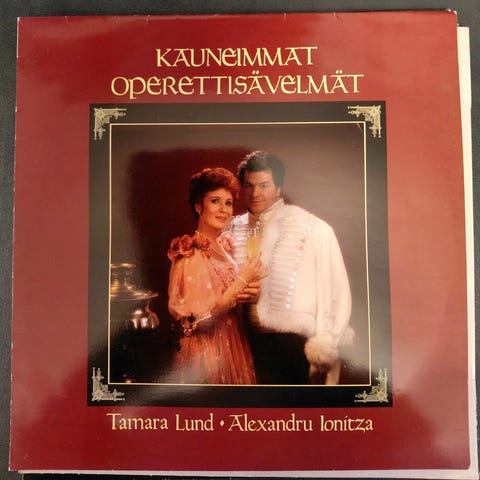 KAUNEIMMAT
OPERETTISÄVELMÄT
Tamara Lund • Alexandru Ionitza